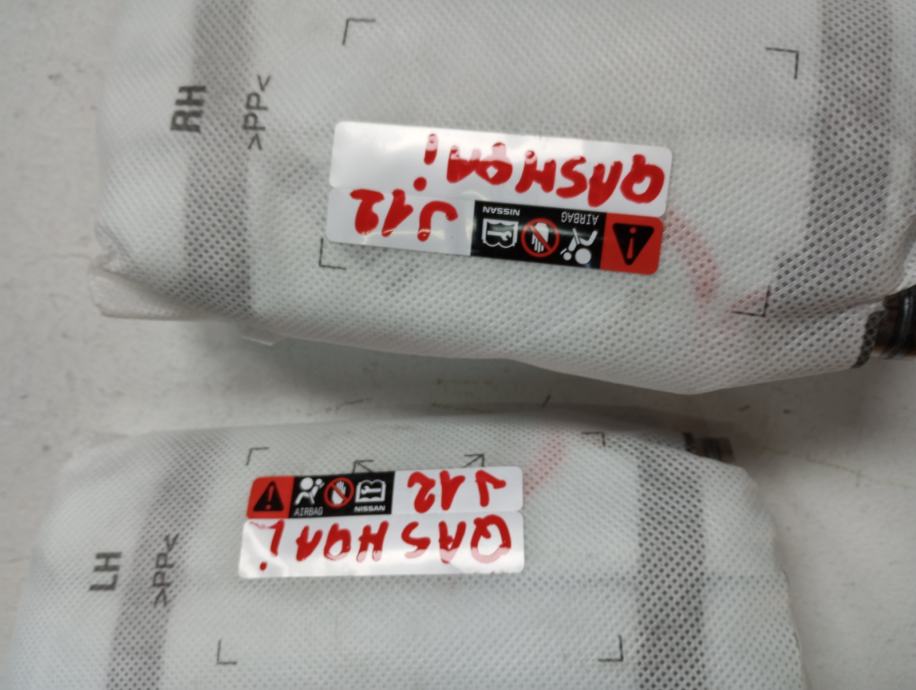 RH
>PP<
QASHQAi
J12
AIRBAG
NISSAN
J12
AIRBAG
NISSAN
QASHQAi
LH
>PP<